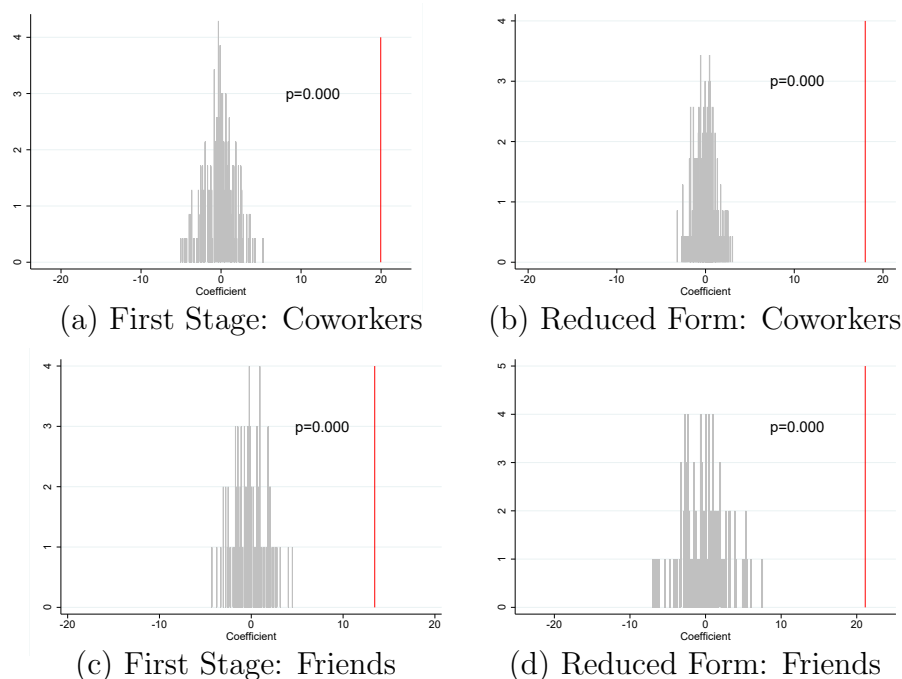 4
3
2
1
0
p=0.000
-20 -10 0 10 20
Coefficient
(a) First Stage: Coworkers
4
3
2
1
0
p=0.000
-20 -10 0 10 20
Coefficient
(b) Reduced Form: Coworkers
4
3
2
1
0
p=0.000
-20 -10 0 10 20
Coefficient
(c) First Stage: Friends
5
4
3
2
1
0
p=0.000
-20 -10 0 10 20
Coefficient
(d) Reduced Form: Friends